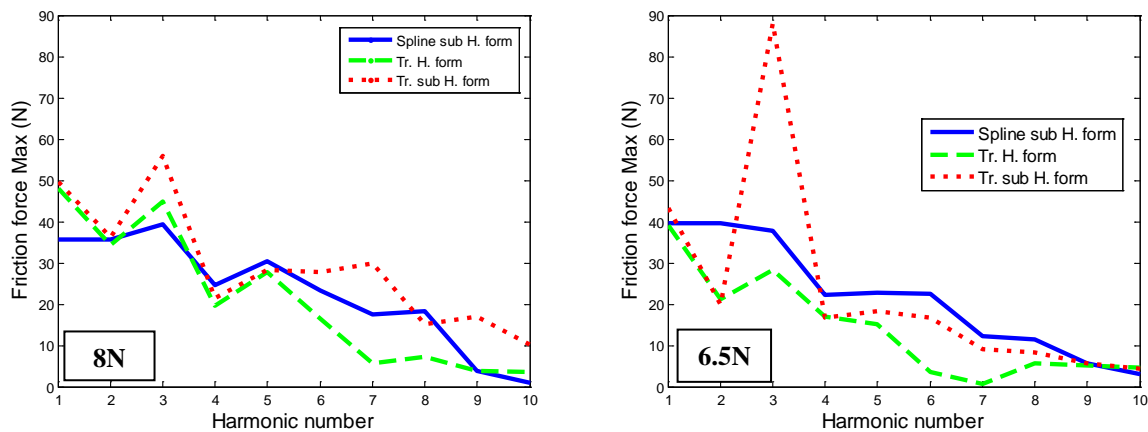 90
80
70
60
50
40
30
20
10
0
Friction force Max (N)
Spline sub H. form
Tr. H. form
Tr. sub H. form
8N
1 2 3 4 5 6 7 8 9 10
Harmonic number
90
80
70
60
50
40
30
20
10
0
Friction force Max (N)
Spline sub H. form
Tr. H. form
Tr. sub H. form
6.5N
1 2 3 4 5 6 7 8 9 10
Harmonic number